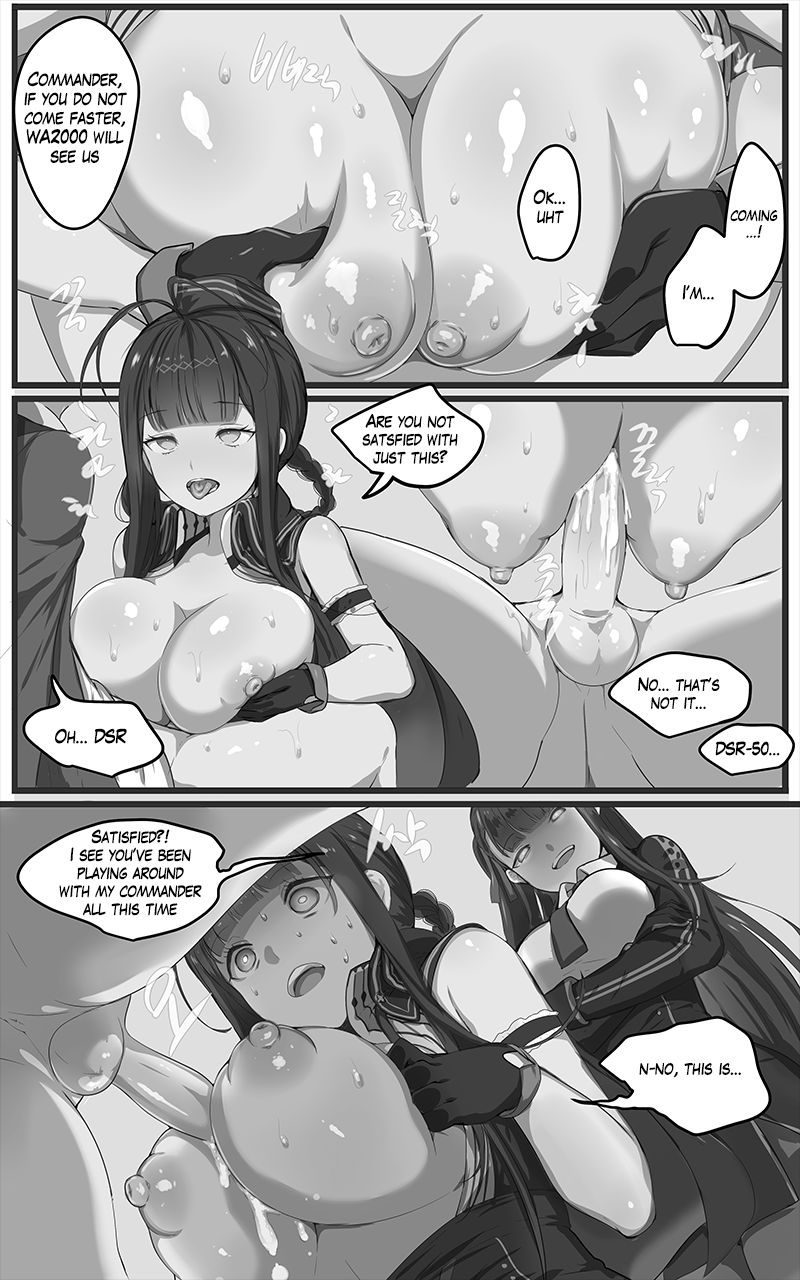 COMMANDER,
IF YOU DO NOT
COME FASTER,
WA2000 WILL
SEE US
OK...
UHT
COMING
...!
I'M...
ARE YOU NOT
SATSFIED WITH
JUST THIS?
OH... DSR
NO... THAT'S
NOT IT...
DSR-50...
SATISFIED?!
I SEE YOU'VE BEEN
PLAYING AROUND
WITH MY COMMANDER
ALL THIS TIME
N-NO, THIS IS...